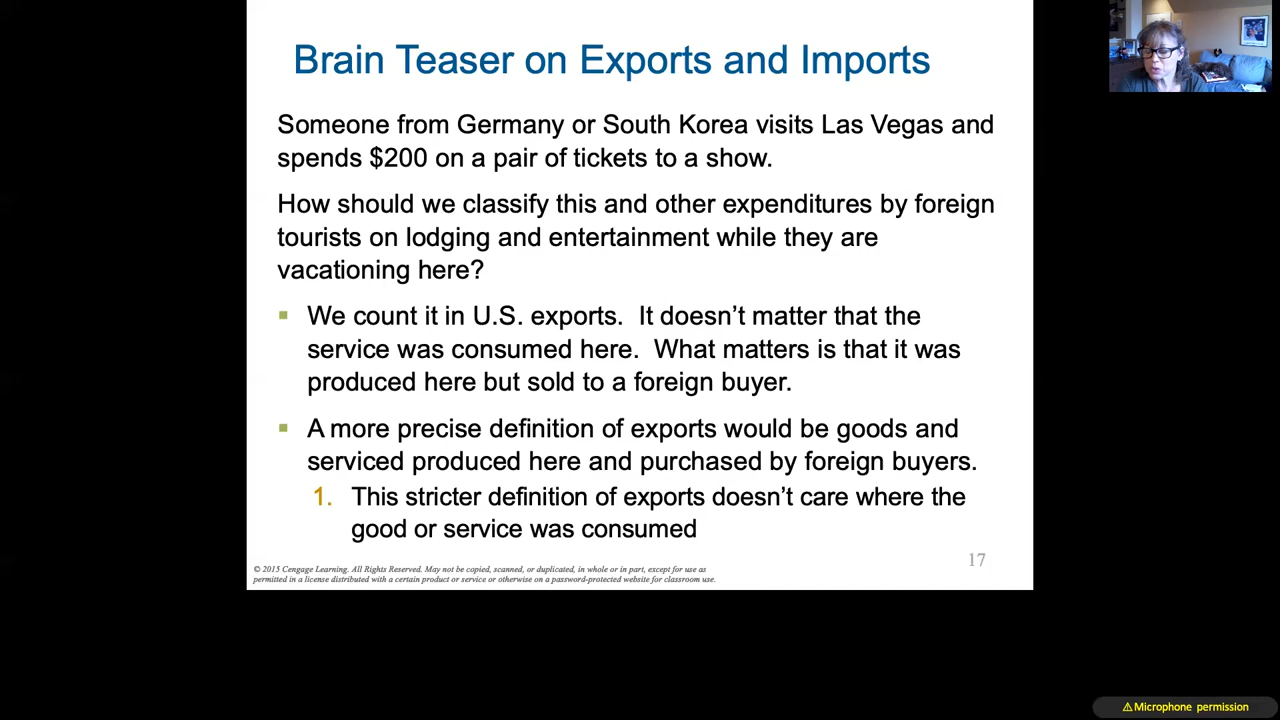 Brain Teaser on Exports and Imports
Someone from Germany or South Korea visits Las Vegas and
spends $200 on a pair of tickets to a show.
How should we classify this and other expenditures by foreign
tourists on lodging and entertainment while they are
vacationing here?
We count it in U.S. exports.  It doesn't matter that the
service was consumed here.  What matters is that it was
produced here but sold to a foreign buyer.
A more precise definition of exports would be goods and
serviced produced here and purchased by foreign buyers.
1. This stricter definition of exports doesn't care where the
good or service was consumed
17
© 2015 Cengage Learning. All Rights Reserved. May not be copied, scanned, or duplicated, in whole or in part, except for use as
permitted in a license distributed with a certain product or service or otherwise on a password-protected website for classroom use.
⚠Microphone permission